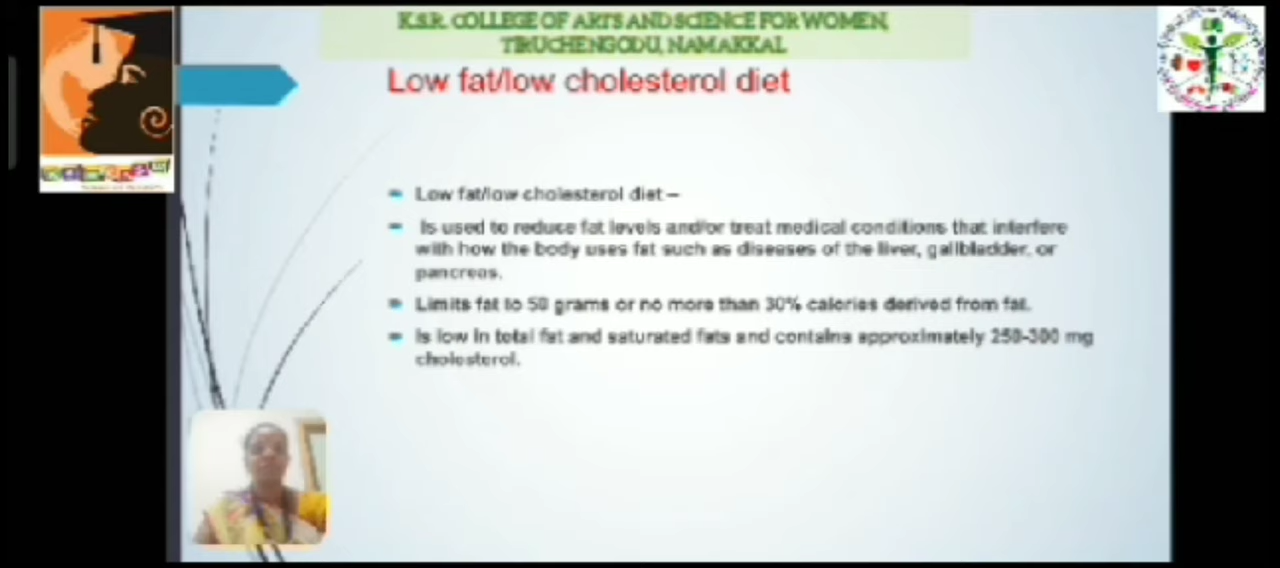 K.S.R. COLLEGE OF ARTS AND SCIENCE FOR WOMEN,
TIRUCHENGODU, NAMAKKAL
Low fat/low cholesterol diet
Low fat/low cholesterol diet –
Is used to reduce fat levels and/or treat medical conditions that interfere
with how the body uses fat such as diseases of the liver, gallbladder, or
pancreas.
Limits fat to 50 grams or no more than 30% calories derived from fat.
Is low in total fat and saturated fats and contains approximately 250-300 mg
cholesterol.